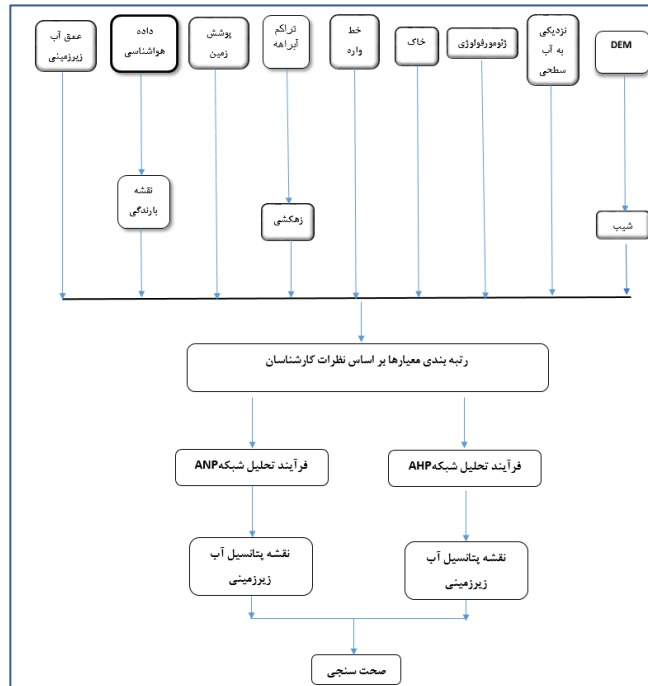 DEM
نزدیکی
به آب
سطحی
ژئومورفولوژی
خاک
خط
واره
تراکم
آبراهه
پوشش
زمین
داده
هواشناسی
عمق آب
زیرزمینی
شیب
زهکشی
نقشه
بارندگی
رتبه بندی معیارها بر اساس نظرات کارشناسان
فرآیند تحلیل شبکهAHP
فرآیند تحلیل شبکهANP
نقشه پتانسیل آب
زیرزمینی
نقشه پتانسیل آب
زیرزمینی
صحت سنجی